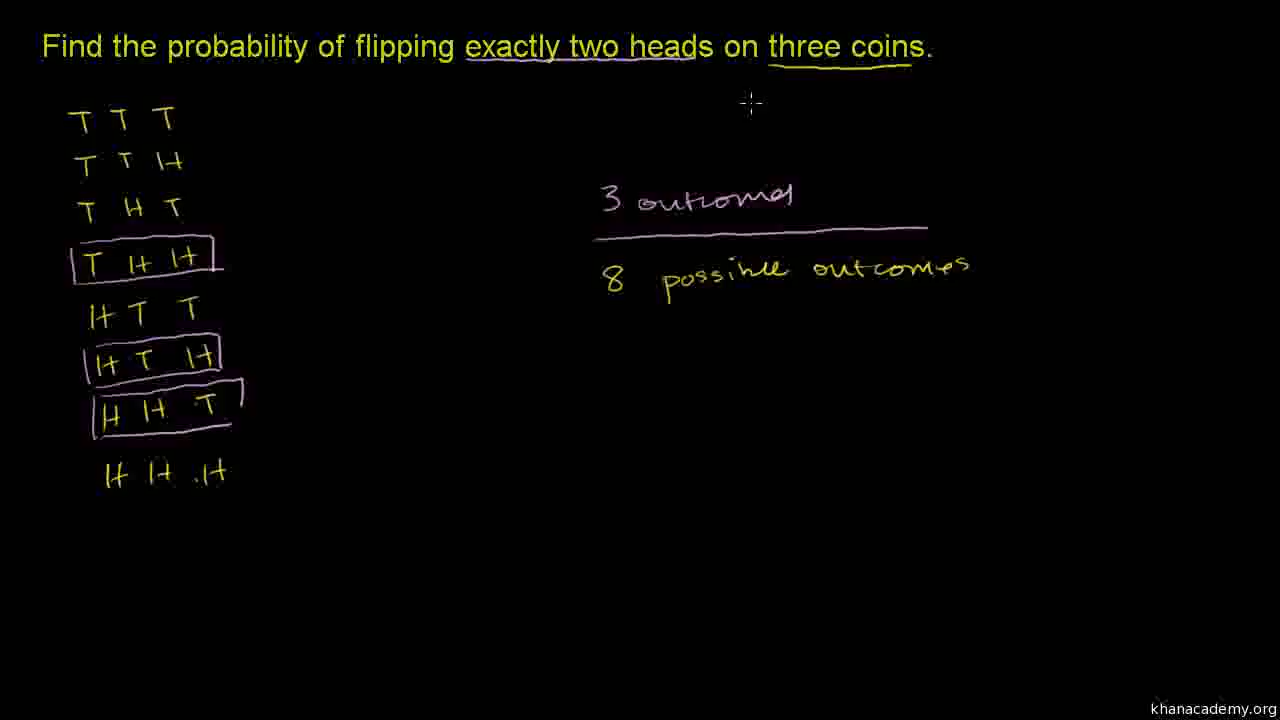 Find the probability of flipping exactly two heads on three coins.
T T T
T T H
T H T
T H H
H T T
H T H
H H T
H H H
3 outcomes
8 possible outcomes
khanacademy.org